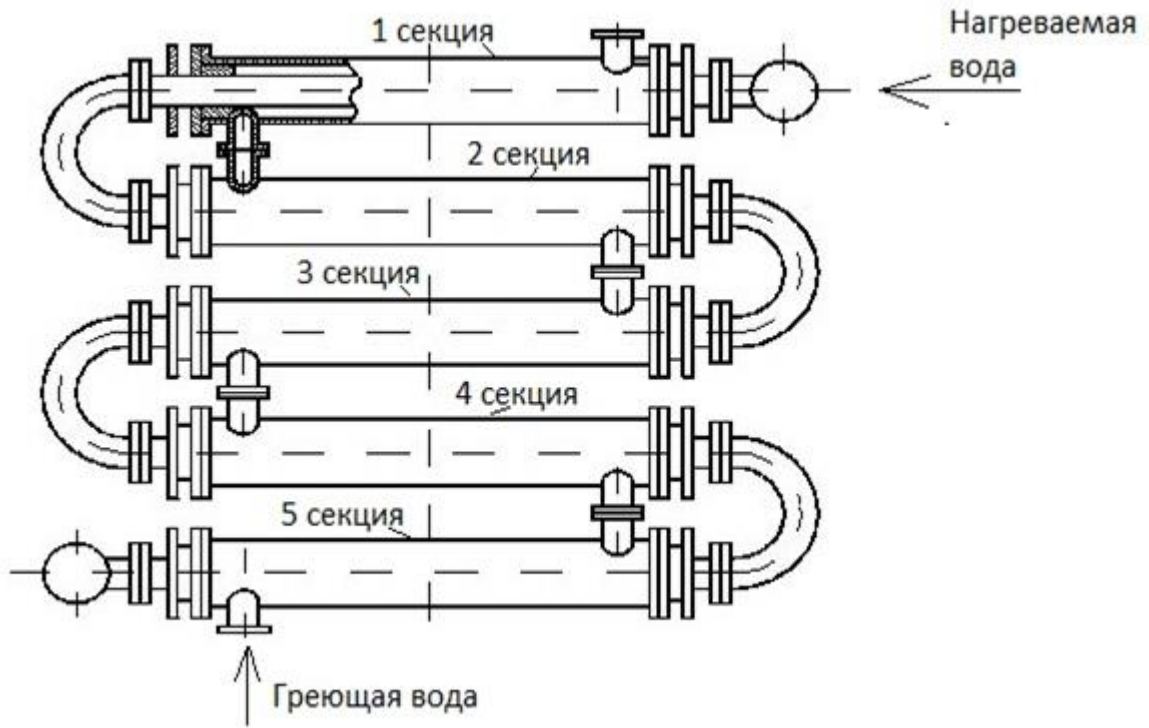 1 секция
Нагреваемая
вода
2 секция
3 секция
4 секция
5 секция
Греющая вода